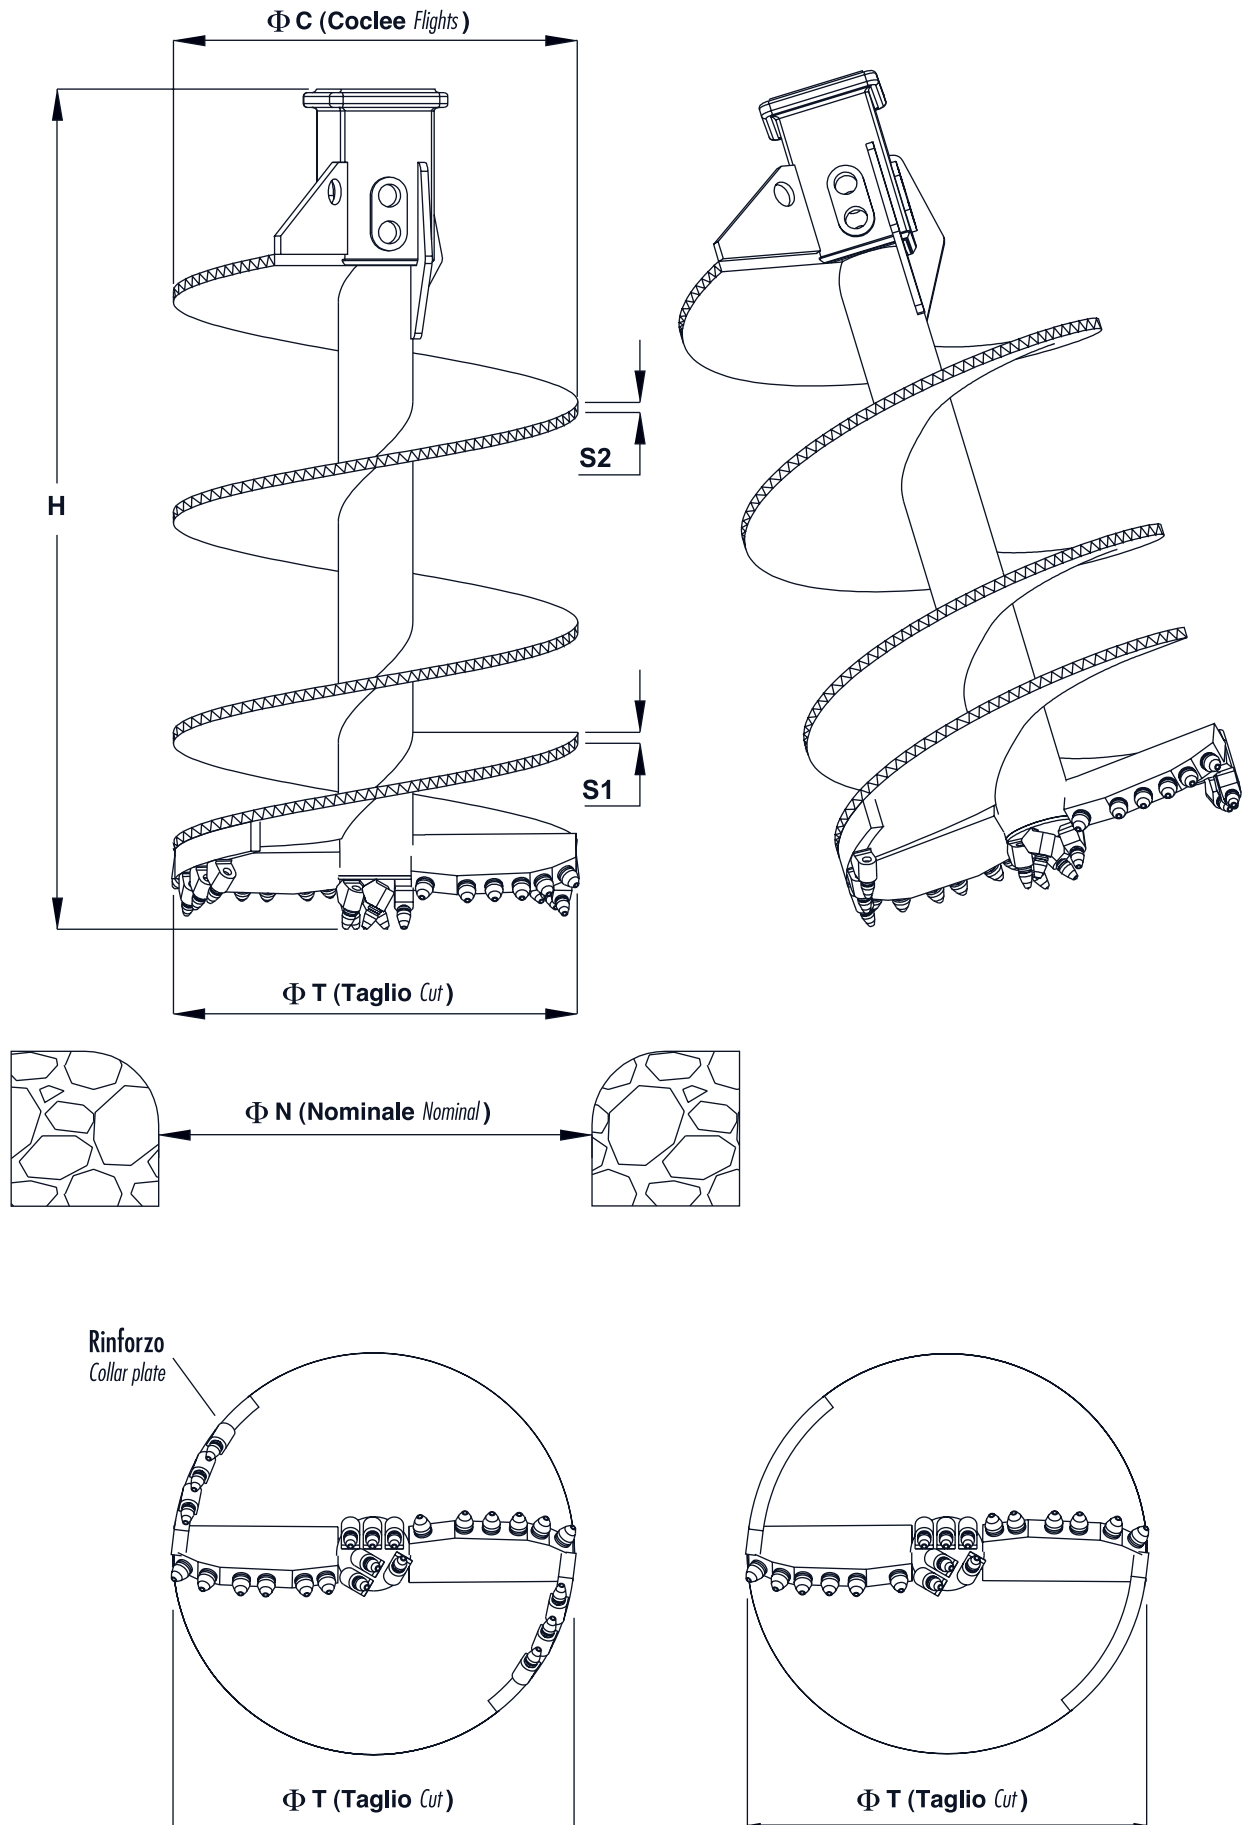 Φ C (Coclee Flights)
H
S2
S1
Φ T (Taglio Cut)
Φ N (Nominale Nominal)
Rinforzo
Collar plate
Φ T (Taglio Cut)
Φ T (Taglio Cut)